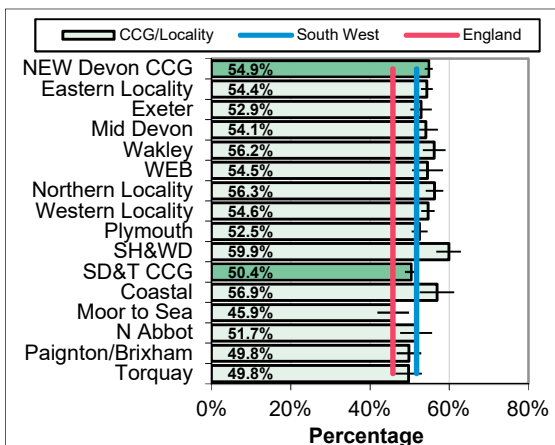 CCG/Locality South West England
NEW Devon CCG 54.9%
Eastern Locality 54.4%
Exeter 52.9%
Mid Devon 54.1%
Wakley 56.2%
WEB 54.5%
Northern Locality 56.3%
Western Locality 54.6%
Plymouth 52.5%
SH&WD 59.9%
SD&T CCG 50.4%
Coastal 56.9%
Moor to Sea 45.9%
N Abbot 51.7%
Paignton/Brixham 49.8%
Torquay 49.8%
0% 20% 40% 60% 80%
Percentage